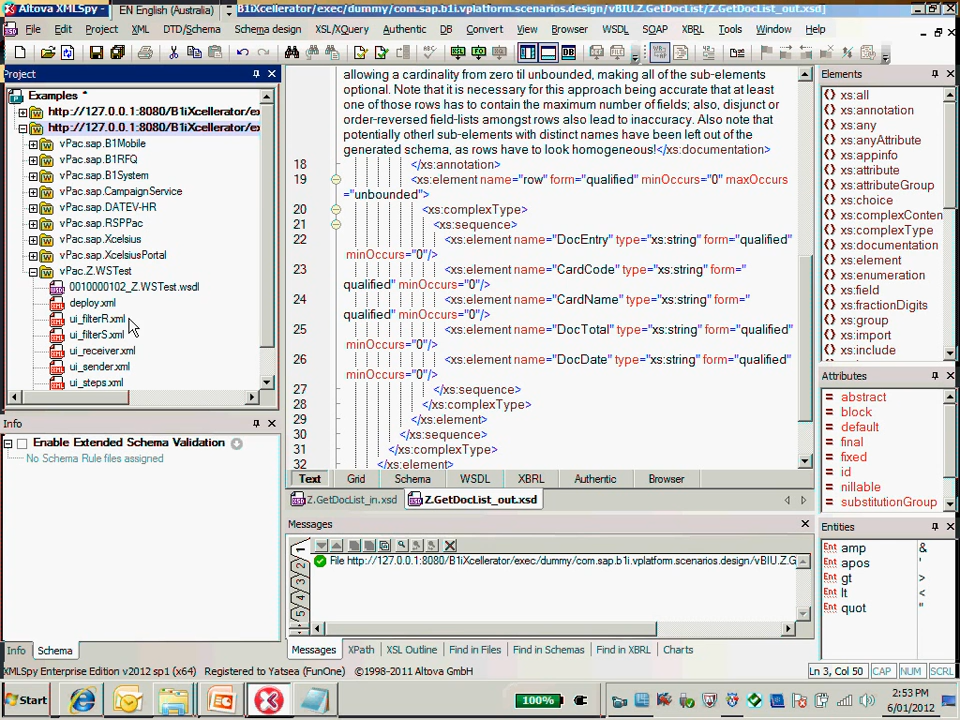 Altova XMLSpy -
EN English (Australia)
B1iXcellerator/exec/dummy/com.sap.b1i.vplatform.scenarios.design/vBIU.Z.GetDocList/Z.GetDocList_out.xsd]
File Edit Project XML DTD/Schema Schema design XSL/XQuery Authentic DB Convert View Browser WSDL SOAP XBRL Tools Window Help
Project
Examples *
http://127.0.0.1:8080/B1iXcellerator/ex
http://127.0.0.1:8080/B1iXcellerator/ex
vPac.sap.B1Mobile
vPac.sap.B1RFQ
vPac.sap.B1System
vPac.sap.CampaignService
vPac.sap.DATEV-HR
vPac.sap.RSPPac
vPac.sap.Xcelsius
vPac.sap.XcelsiusPortal
vPac.Z.WSTest
0010000102_Z.WSTest.wsdl
deploy.xml
ui_filterR.xml
ui_filterS.xml
ui_receiver.xml
ui_sender.xml
ui_steps.xml
Info
Enable Extended Schema Validation
No Schema Rule files assigned
Info Schema
allowing a cardinality from zero til unbounded, making all of the sub-elements
optional. Note that it is necessary for this approach being accurate that at least
one of those rows has to contain the maximum number of fields; also, disjunct or
order-reversed field-lists amongst rows also lead to inaccuracy. Also note that
potentially otherl sub-elements with distinct names have been left out of the
generated schema, as rows have to look homogeneous!</xs:documentation>
18 </xs:annotation>
19 <xs:element name="row" form="qualified" minOccurs="0" maxOccurs
="unbounded">
20 <xs:complexType>
21 <xs:sequence>
22 <xs:element name="DocEntry" type="xs:string" form="qualified"
minOccurs="0"/>
23 <xs:element name="CardCode" type="xs:string" form="
qualified" minOccurs="0"/>
24 <xs:element name="CardName" type="xs:string" form="
qualified" minOccurs="0"/>
25 <xs:element name="DocTotal" type="xs:string" form="qualified"
minOccurs="0"/>
26 <xs:element name="DocDate" type="xs:string" form="qualified"
minOccurs="0"/>
27 </xs:sequence>
28 </xs:complexType>
29 </xs:element>
30 </xs:sequence>
31 </xs:complexType>
32 </xs:element>
Text Grid Schema WSDL XBRL Authentic Browser
Z.GetDocList_in.xsd Z.GetDocList_out.xsd
Messages
1
2
3
4
5
File http://127.0.0.1:8080/B1iXcellerator/exec/dummy/com.sap.b1i.vplatform.scenarios.design/vBIU.Z.G
Messages XPath XSL Outline Find in Files Find in Schemas Find in XBRL Charts
Elements
xs:all
xs:any
xs:anyAttribute
xs:appinfo
xs:attribute
xs:attributeGroup
xs:choice
xs:complexConten
xs:complexType
xs:documentation
xs:element
xs:enumeration
xs:field
xs:fractionDigits
xs:group
xs:import
xs:include
Attributes
abstract
block
default
final
fixed
id
nillable
substitutionGroup
Entities
Ent amp &
Ent apos '
Ent gt >
Ent lt <
Ent quot "
XMLSpy Enterprise Edition v2012 sp1 (x64) Registered to Yatsea (FunOne) ©1998-2011 Altova GmbH
Ln 3, Col 50 CAP NUM SCRL
Start
100%
2:53 PM
6/01/2012